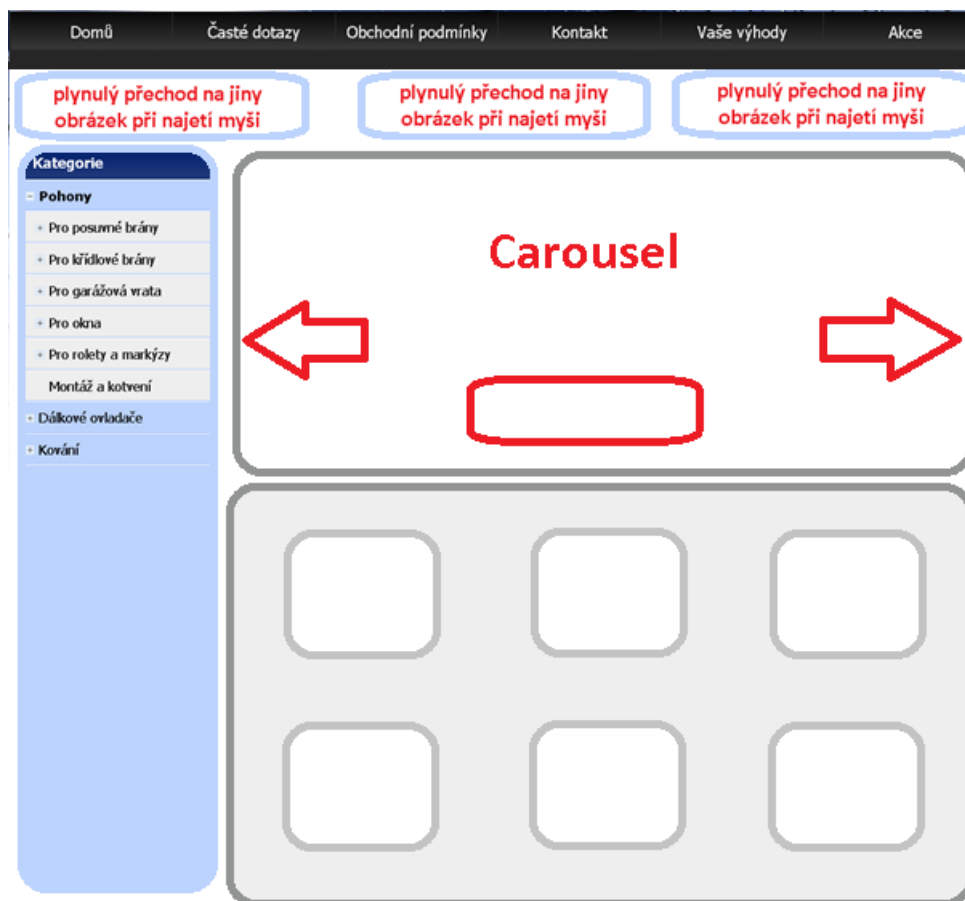 Domů Časté dotazy Obchodní podmínky Kontakt Vaše výhody Akce
plynulý přechod na jiny
obrázek při najetí myši
plynulý přechod na jiny
obrázek při najetí myši
plynulý přechod na jiny
obrázek při najetí myši
Kategorie
Pohony
Pro posuvné brány
Pro křídlové brány
Pro garážová vrata
Pro okna
Pro rolety a markýzy
Montáž a kotvení
Dálkové ovladače
Kování
Carousel